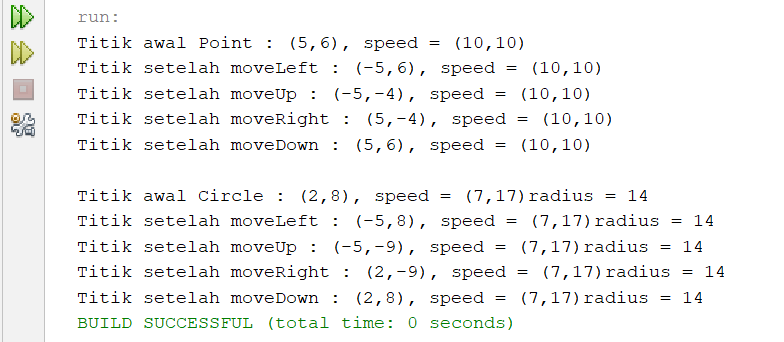 run:
Titik awal Point : (5,6), speed = (10,10)
Titik setelah moveLeft : (-5,6), speed = (10,10)
Titik setelah moveUp : (-5,-4), speed = (10,10)
Titik setelah moveRight : (5,-4), speed = (10,10)
Titik setelah moveDown : (5,6), speed = (10,10)

Titik awal Circle : (2,8), speed = (7,17)radius = 14
Titik setelah moveLeft : (-5,8), speed = (7,17)radius = 14
Titik setelah moveUp : (-5,-9), speed = (7,17)radius = 14
Titik setelah moveRight : (2,-9), speed = (7,17)radius = 14
Titik setelah moveDown : (2,8), speed = (7,17)radius = 14
BUILD SUCCESSFUL (total time: 0 seconds)